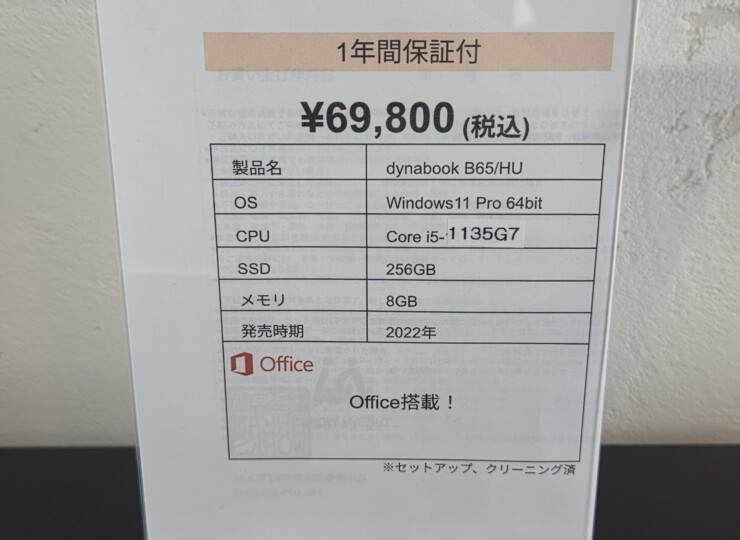 1年間保証付
¥69,800 (税込)
製品名 dynabook B65/HU
OS Windows11 Pro 64bit
CPU Core i5-1135G7
SSD 256GB
メモリ 8GB
発売時期 2022年
Office
Office搭載！
※セットアップ、クリーニング済